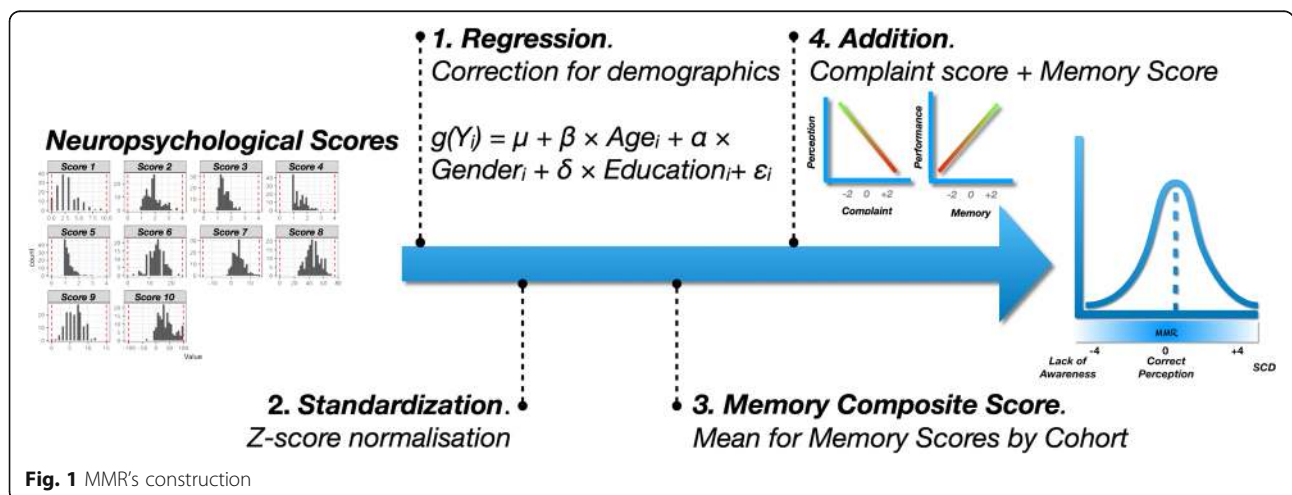 1. Regression.
Correction for demographics
g(Yi) = μ + β × Agei + α ×
Genderi + δ × Educationi+ εi
4. Addition.
Complaint score + Memory Score
Perception
-2 0 +2
Complaint
Performance
-2 0 +2
Memory
Neuropsychological Scores
Score 1
Score 2
Score 3
Score 4
Score 5
Score 6
Score 7
Score 8
Score 9
Score 10
count
Value
MMR
-4 0 +4
Lack of
Awareness
Correct
Perception
SCD
2. Standardization.
Z-score normalisation
3. Memory Composite Score.
Mean for Memory Scores by Cohort
Fig. 1 MMR's construction